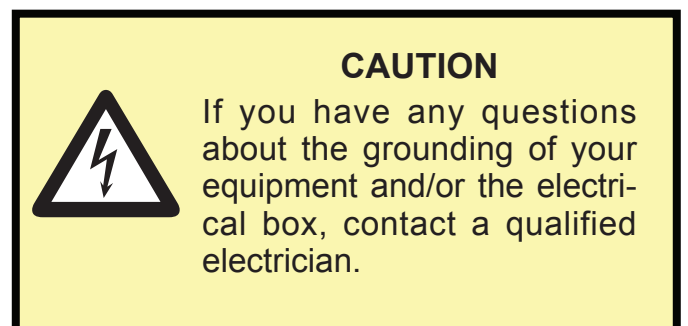 CAUTION
If you have any questions
about the grounding of your
equipment and/or the electri-
cal box, contact a qualified
electrician.